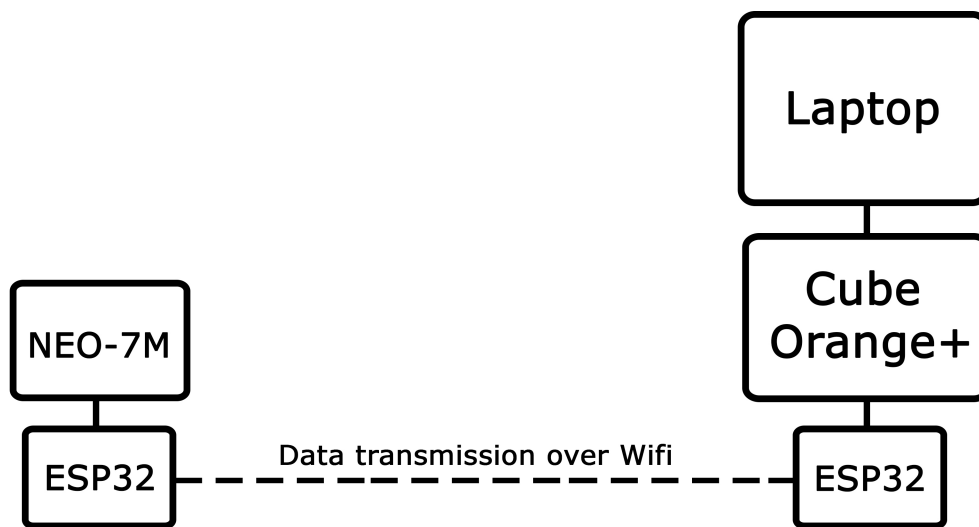 Laptop
Cube
Orange+
NEO-7M
Data transmission over Wifi
ESP32
ESP32